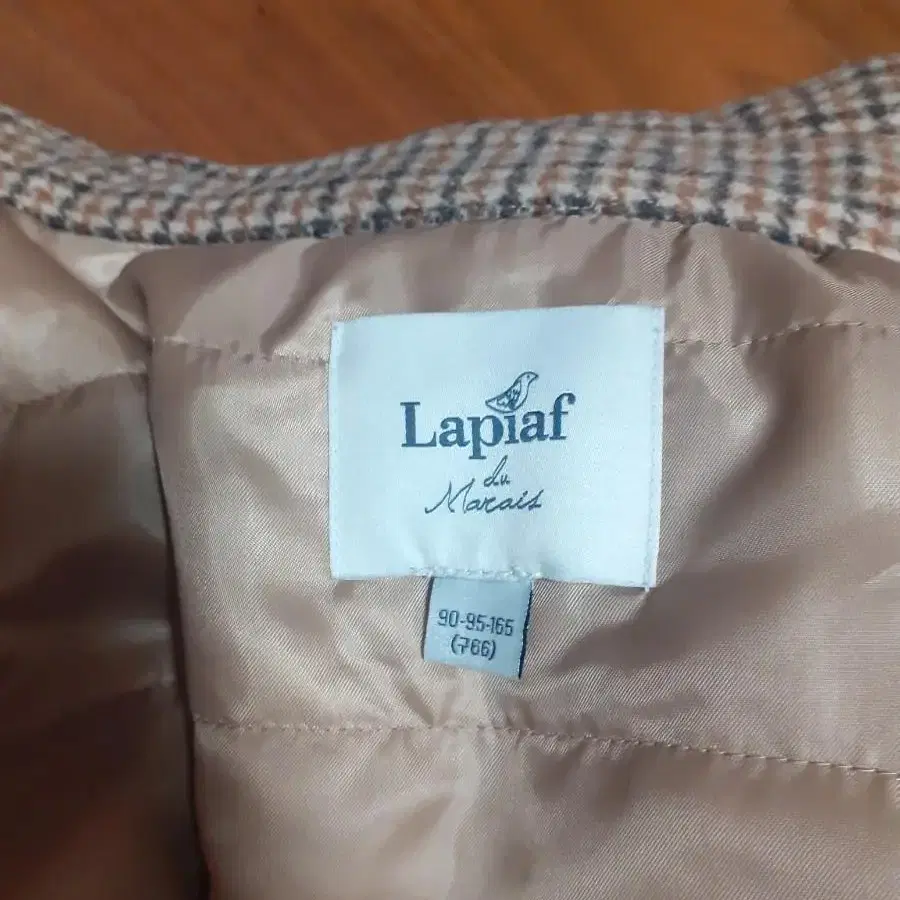 Lapiaf
du
Marais
90-95-165
(766)